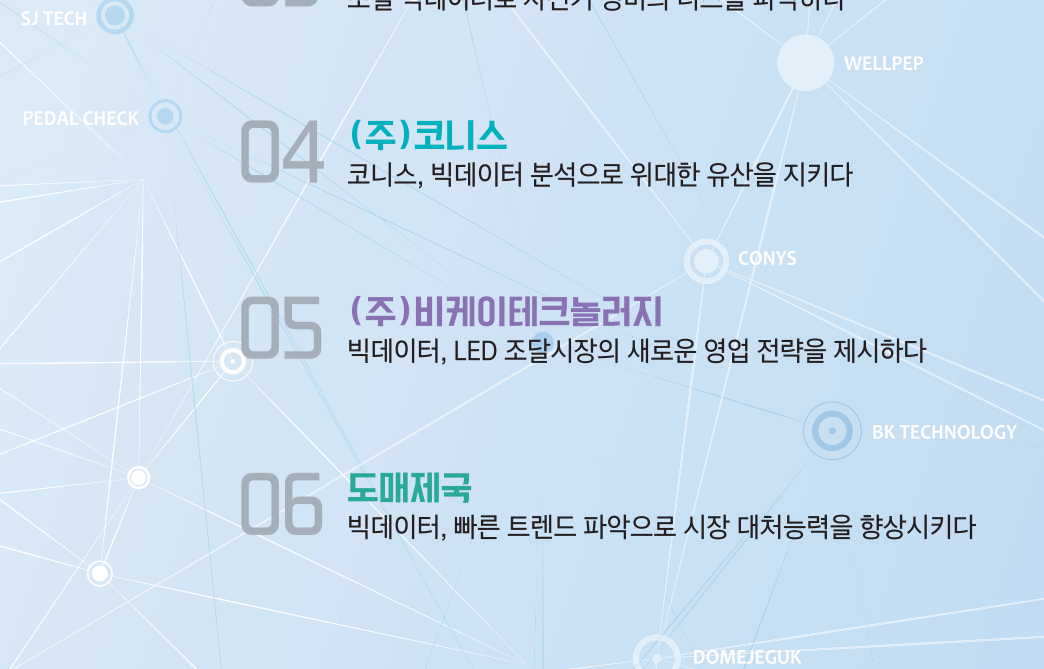 SJ TECH
WELLPEP
PEDAL CHECK
04
(주)코니스
코니스, 빅데이터 분석으로 위대한 유산을 지키다
CONYS
05
(주)비케이테크놀러지
빅데이터, LED 조달시장의 새로운 영업 전략을 제시하다
BK TECHNOLOGY
06
도매제국
빅데이터, 빠른 트렌드 파악으로 시장 대처능력을 향상시키다
DOMEJEGUK